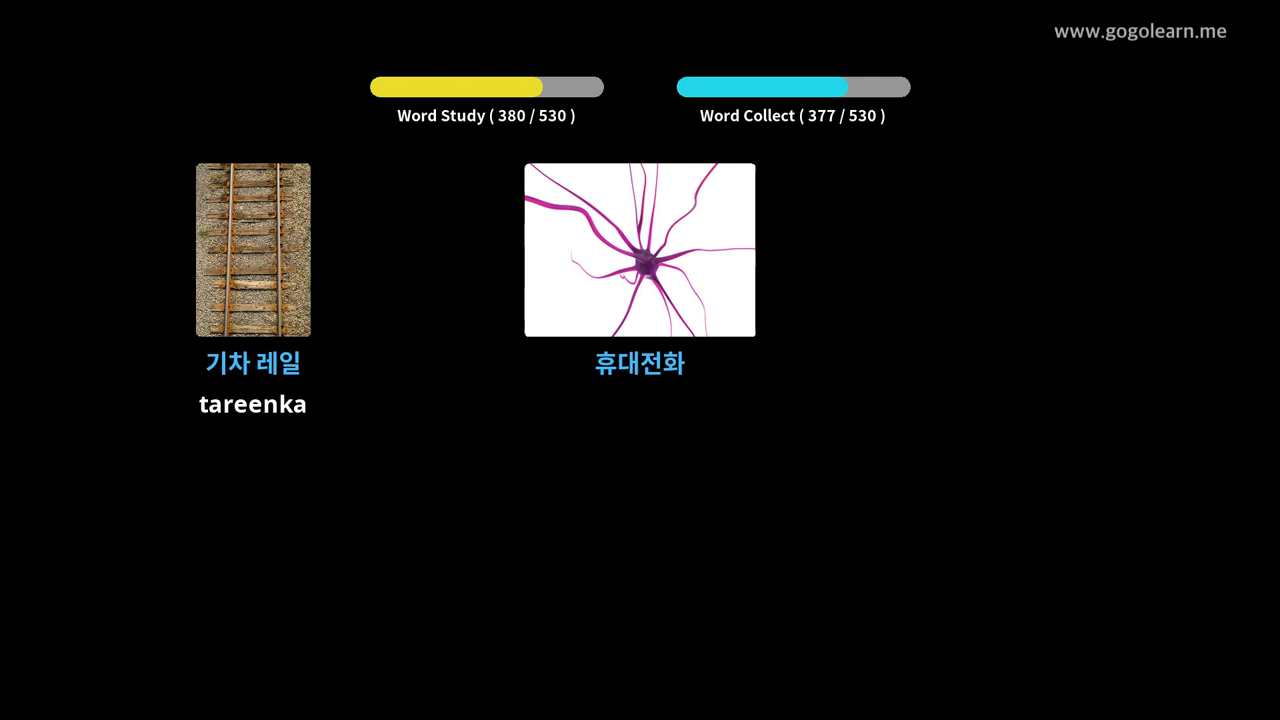 www.gogolearn.me
Word Study ( 380 / 530 )
Word Collect ( 377 / 530 )
기차 레일
휴대전화
tareenka